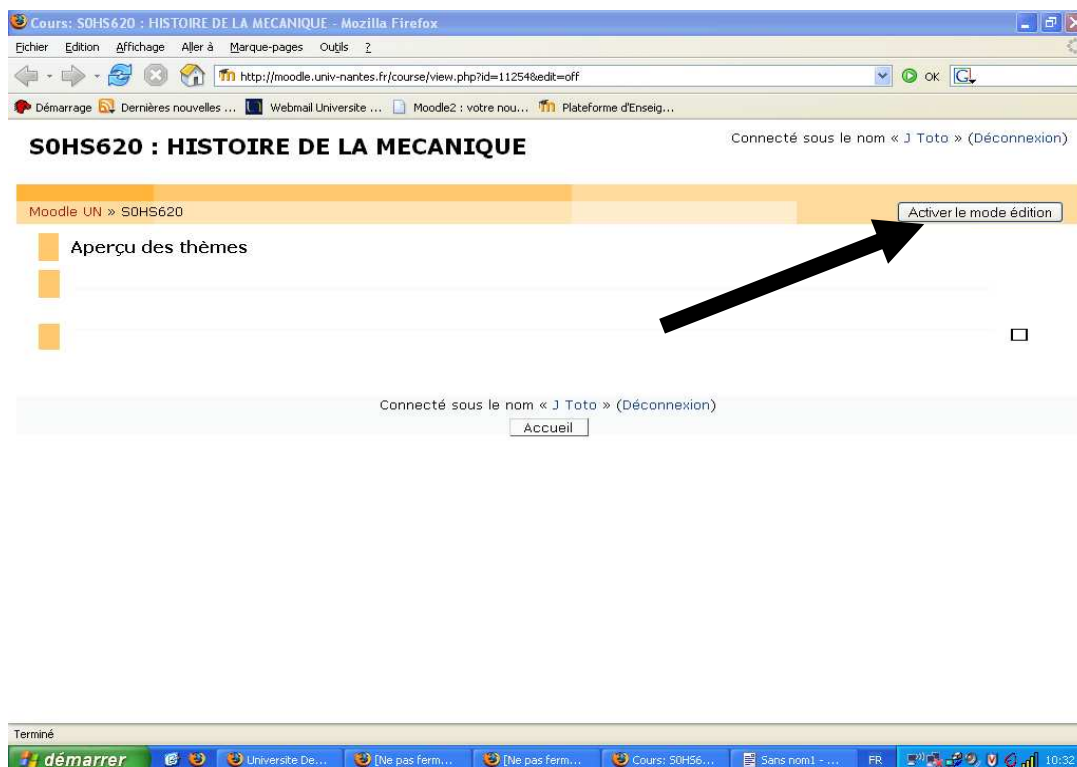 Cours: S0HS620 : HISTOIRE DE LA MECANIQUE - Mozilla Firefox
Fichier Edition Affichage Aller à Marque-pages Outils ?
http://moodle.univ-nantes.fr/course/view.php?id=11254&edit=off OK G
Démarrage Dernières nouvelles ... Webmail Universite ... Moodle2 : votre nou... Plateforme d'Enseig...
S0HS620 : HISTOIRE DE LA MECANIQUE
Connecté sous le nom « J Toto » (Déconnexion)
Moodle UN » S0HS620
Activer le mode édition
Aperçu des thèmes
Connecté sous le nom « J Toto » (Déconnexion)
Accueil
Terminé
démarrer Universite De... [Ne pas ferm... [Ne pas ferm... Cours: S0HS6... Sans nom1 - ... FR 10:32